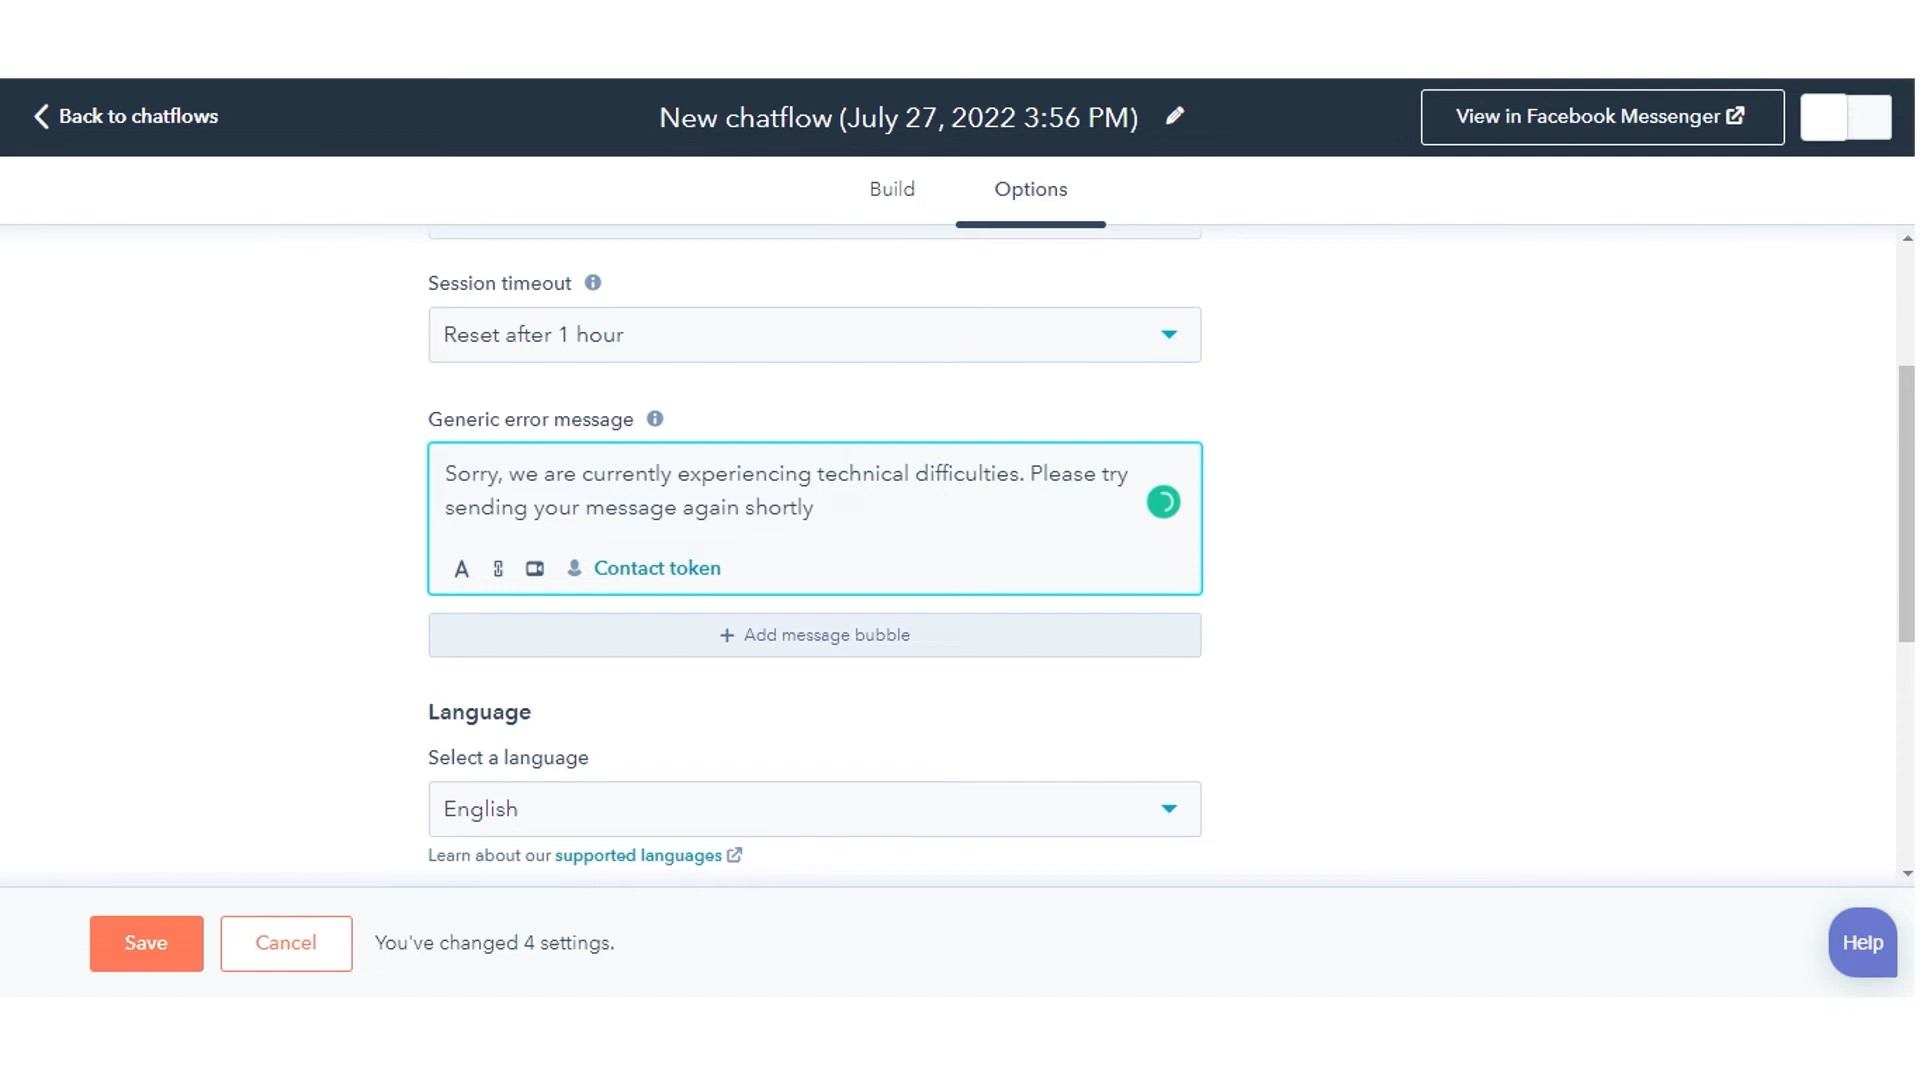 Back to chatflows
New chatflow (July 27, 2022 3:56 PM)
View in Facebook Messenger
Build
Options
Session timeout
Reset after 1 hour
Generic error message
Sorry, we are currently experiencing technical difficulties. Please try
sending your message again shortly
A
Contact token
+ Add message bubble
Language
Select a language
English
Learn about our supported languages
Save
Cancel
You've changed 4 settings.
Help